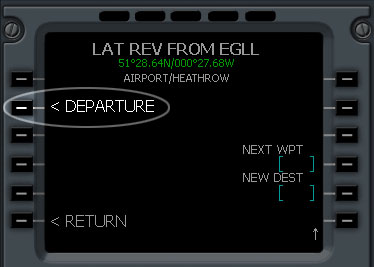 LAT REV FROM EGLL
51°28.64N/000°27.68W
AIRPORT/HEATHROW
< DEPARTURE
NEXT WPT
[ ]
NEW DEST
[ ]
< RETURN ↑